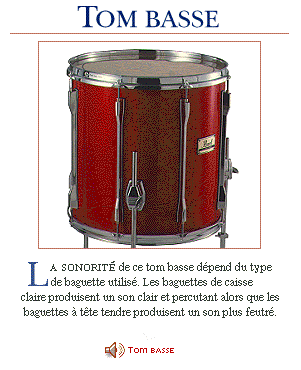 TOM BASSE
Pearl
LA SONORITÉ de ce tom basse dépend du type
de baguette utilisé. Les baguettes de caisse
claire produisent un son clair et percutant alors que les
baguettes à tête tendre produisent un son plus feutré.
TOM BASSE